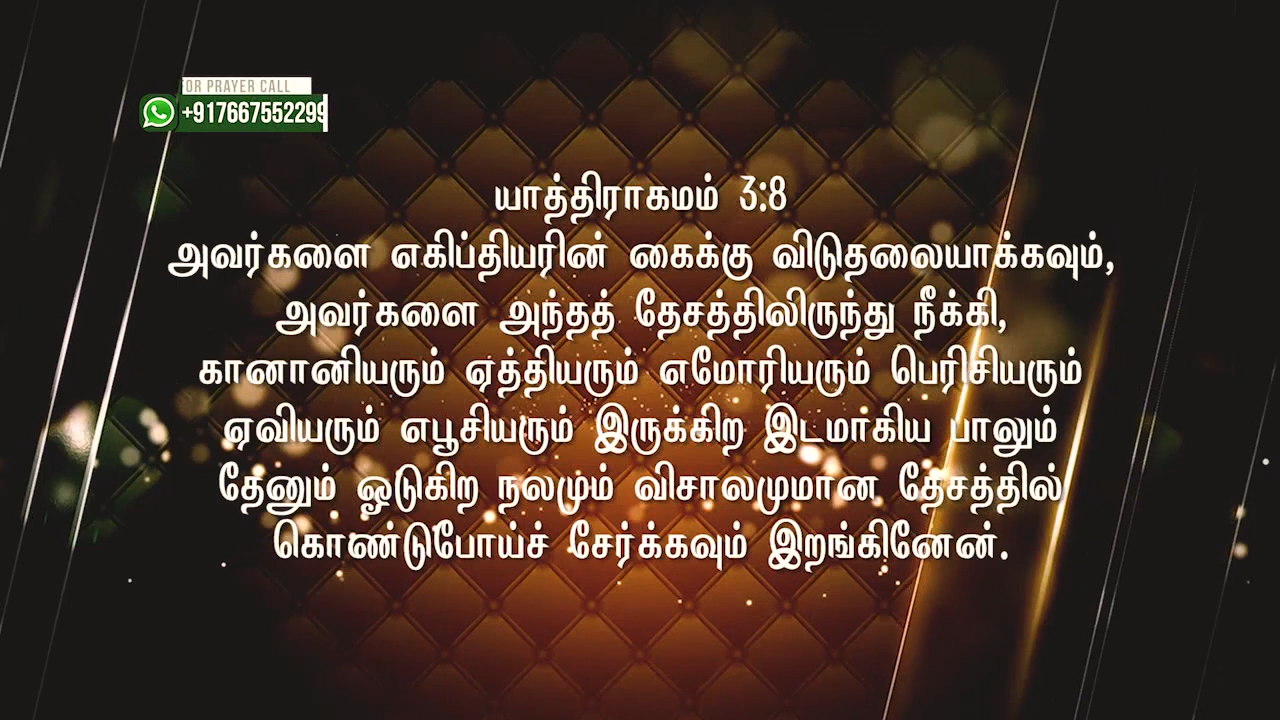 FOR PRAYER CALL
+917667552299
யாத்திராகமம் 3:8
அவர்களை எகிப்தியரின் கைக்கு விடுதலையாக்கவும்,
அவர்களை அந்தத் தேசத்திலிருந்து நீக்கி,
கானானியரும் ஏத்தியரும் எமோரியரும் பெரிசியரும்
ஏவியரும் எபூசியரும் இருக்கிற இடமாகிய பாலும்
தேனும் ஓடுகிற நலமும் விசாலமுமான தேசத்தில்
கொண்டுபோய்ச் சேர்க்கவும் இறங்கினேன்.